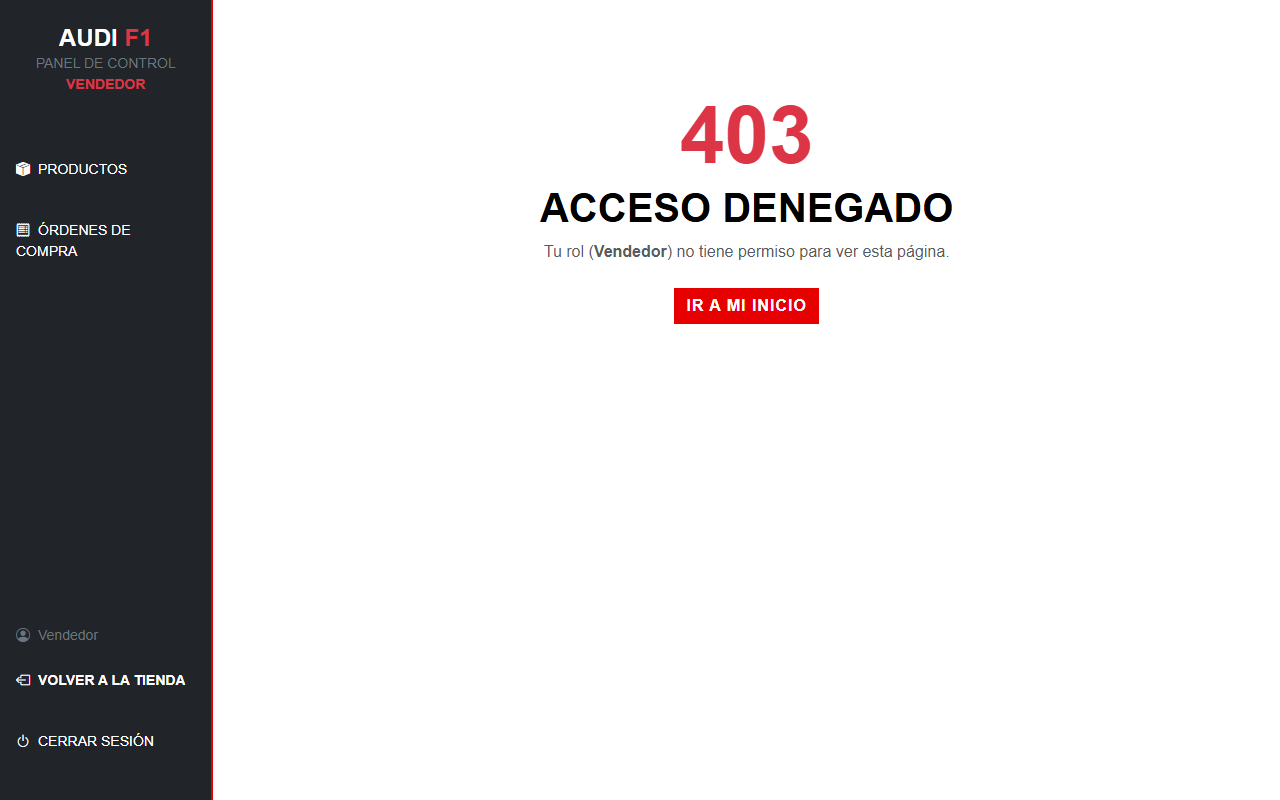 AUDI F1
PANEL DE CONTROL
VENDEDOR
PRODUCTOS
ÓRDENES DE
COMPRA
Vendedor
VOLVER A LA TIENDA
CERRAR SESIÓN
403
ACCESO DENEGADO
Tu rol (Vendedor) no tiene permiso para ver esta página.
IR A MI INICIO